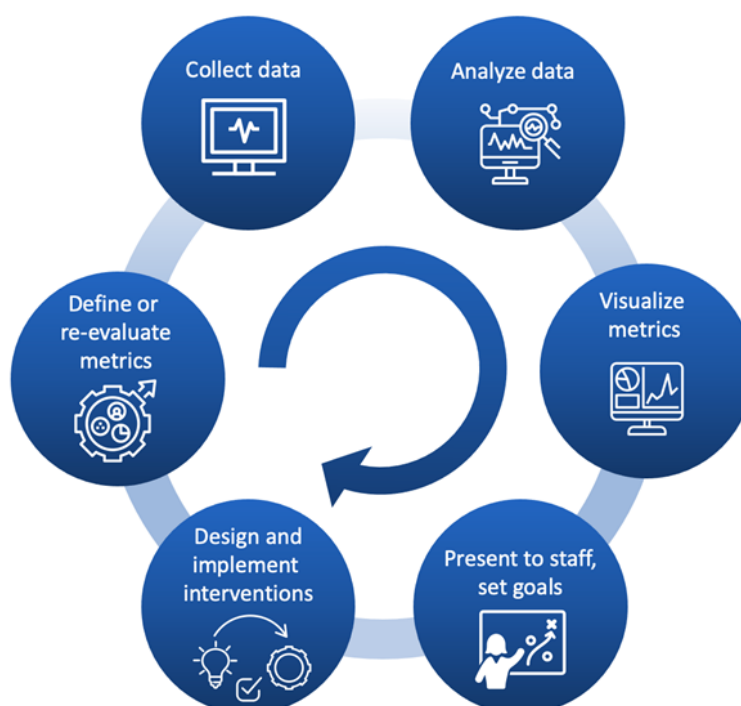 Collect data
Analyze data
Visualize
metrics
Present to staff,
set goals
Design and
implement
interventions
Define or
re-evaluate
metrics